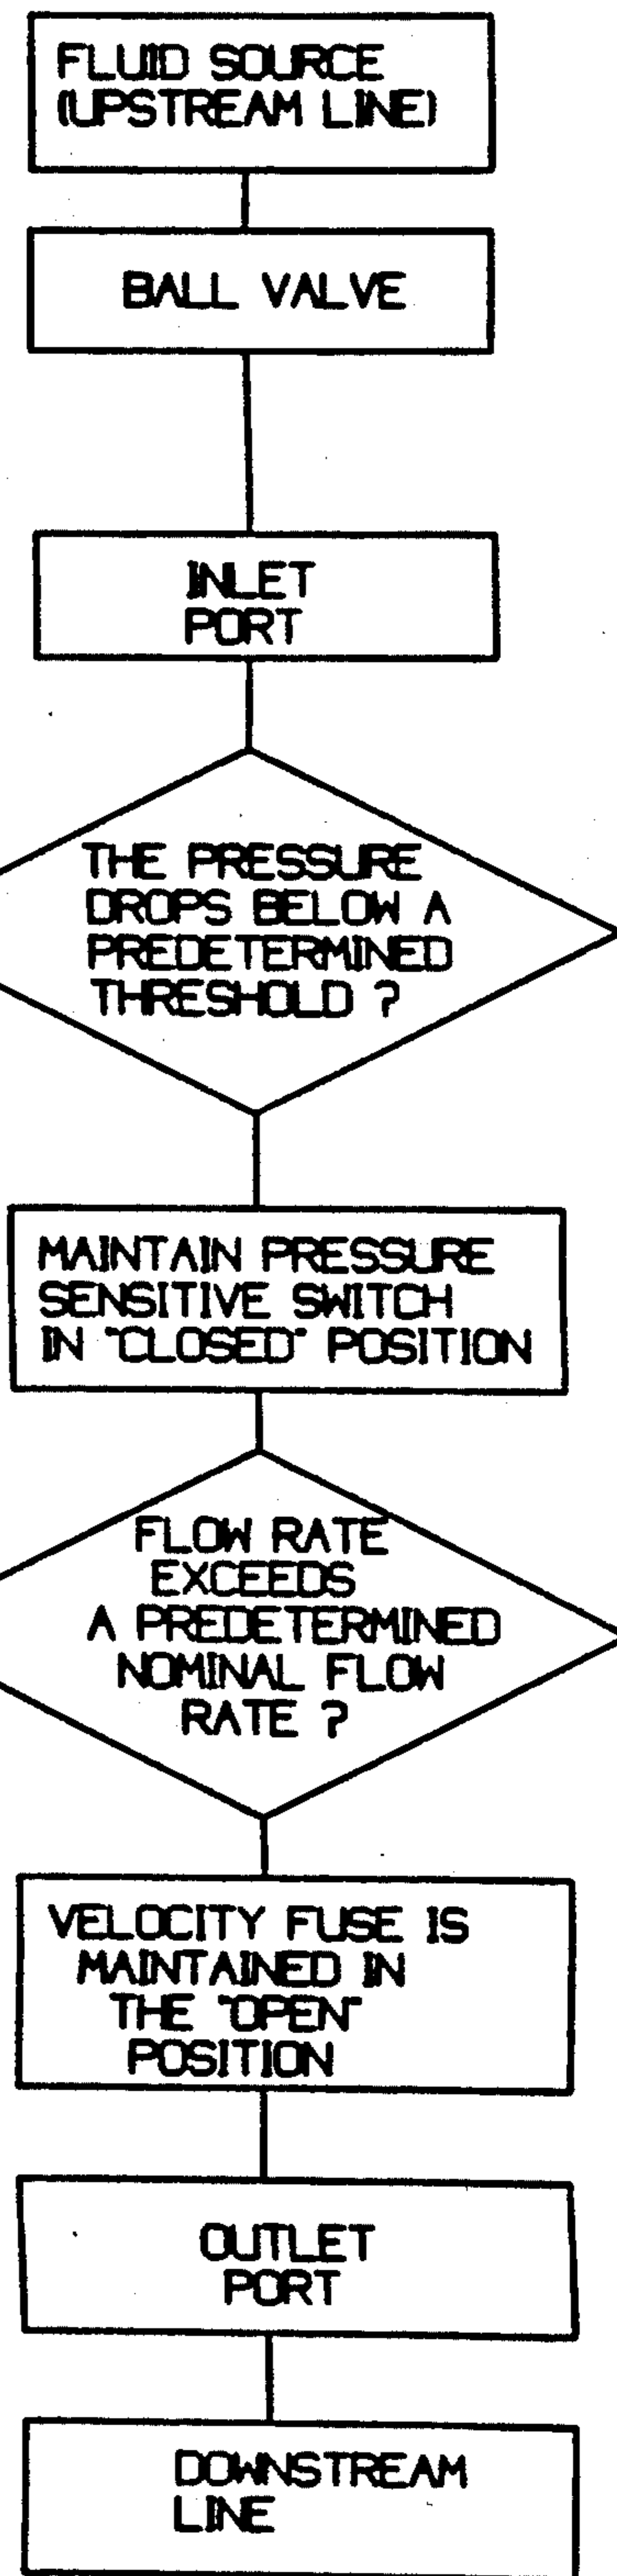 FLUID SOURCE
(UPSTREAM LINE)
BALL VALVE
INLET
PORT
THE PRESSURE
DROPS BELOW A
PREDETERMINED
THRESHOLD ?
MAINTAIN PRESSURE
SENSITIVE SWITCH
IN "CLOSED" POSITION
FLOW RATE
EXCEEDS
A PREDETERMINED
NOMINAL FLOW
RATE ?
VELOCITY FUSE IS
MAINTAINED IN
THE "OPEN"
POSITION
OUTLET
PORT
DOWNSTREAM
LINE